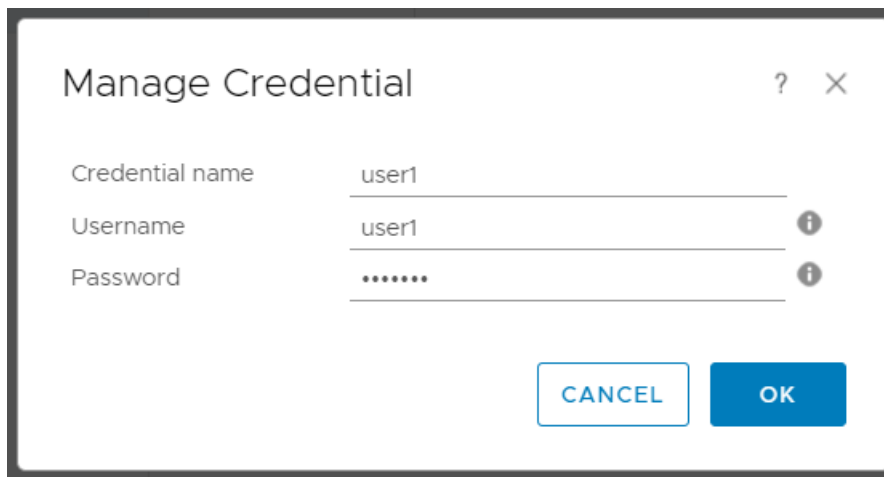 Manage Credential ?
Credential name user1
Username user1
Password •••••••
CANCEL OK